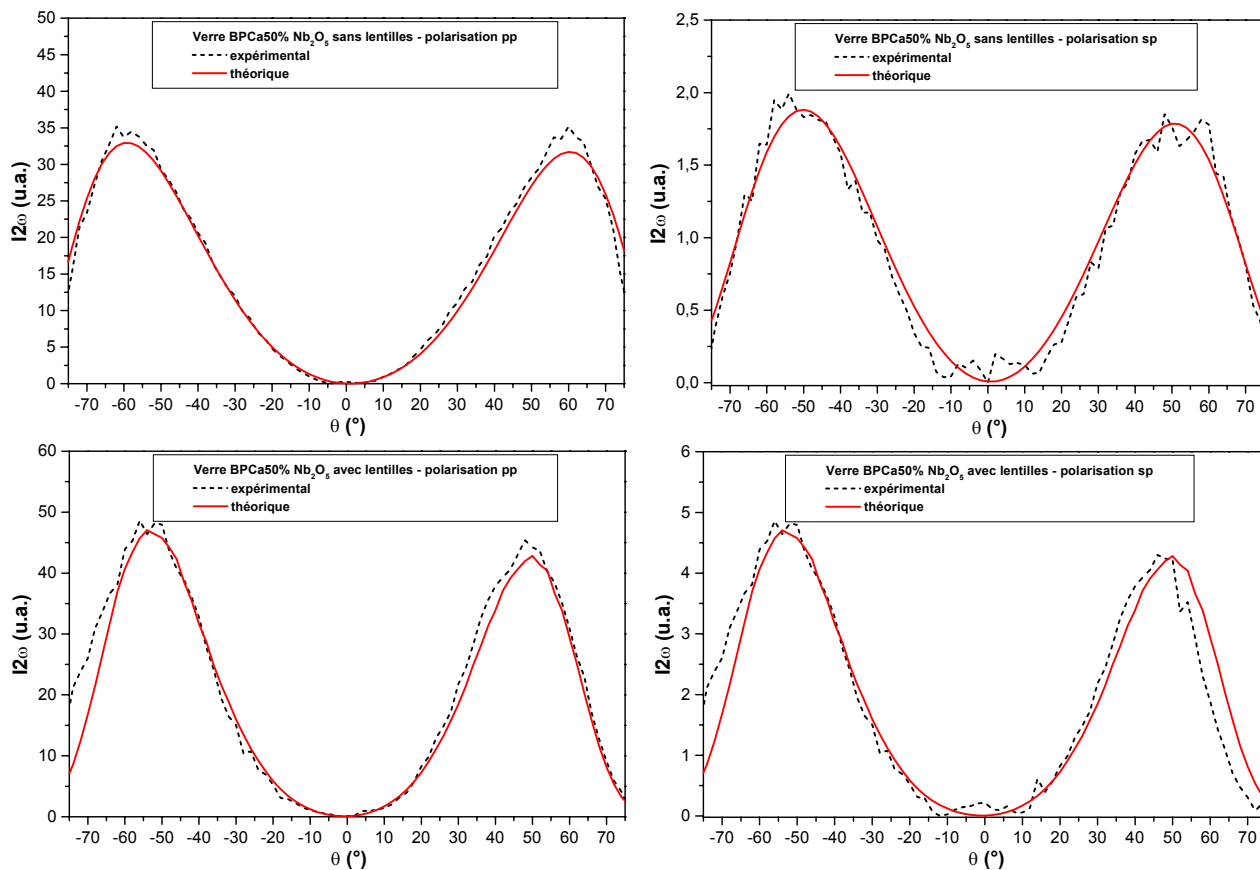 Verre BPCa50% Nb₂O₅ sans lentilles - polarisation pp
expérimental
théorique
I2ω (u.a.)
50
45
40
35
30
25
20
15
10
5
0
-70 -60 -50 -40 -30 -20 -10 0 10 20 30 40 50 60 70
θ (°)
Verre BPCa50% Nb₂O₅ sans lentilles - polarisation sp
expérimental
théorique
I2ω (u.a.)
2,5
2,0
1,5
1,0
0,5
0,0
-70 -60 -50 -40 -30 -20 -10 0 10 20 30 40 50 60 70
θ (°)
Verre BPCa50% Nb₂O₅ avec lentilles - polarisation pp
expérimental
théorique
I2ω (u.a.)
60
50
40
30
20
10
0
-70 -60 -50 -40 -30 -20 -10 0 10 20 30 40 50 60 70
θ (°)
Verre BPCa50% Nb₂O₅ avec lentilles - polarisation sp
expérimental
théorique
I2ω (u.a.)
6
5
4
3
2
1
0
-70 -60 -50 -40 -30 -20 -10 0 10 20 30 40 50 60 70
θ (°)